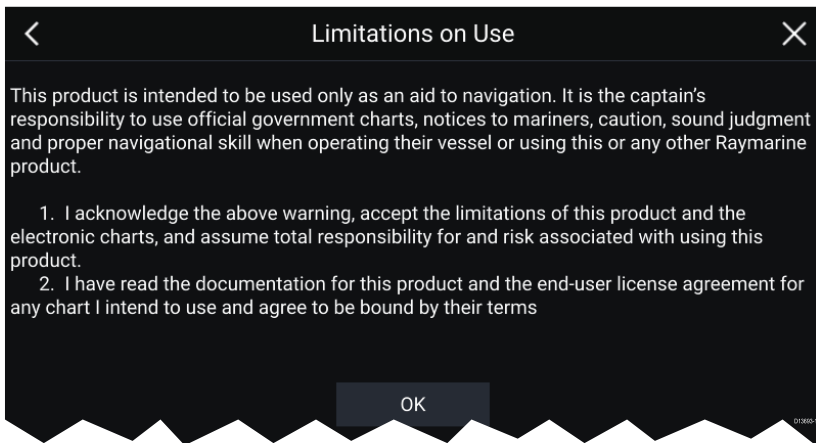 Limitations on Use
This product is intended to be used only as an aid to navigation. It is the captain’s
responsibility to use official government charts, notices to mariners, caution, sound judgment
and proper navigational skill when operating their vessel or using this or any other Raymarine
product.
1. I acknowledge the above warning, accept the limitations of this product and the
electronic charts, and assume total responsibility for and risk associated with using this
product.
2. I have read the documentation for this product and the end-user license agreement for
any chart I intend to use and agree to be bound by their terms
OK